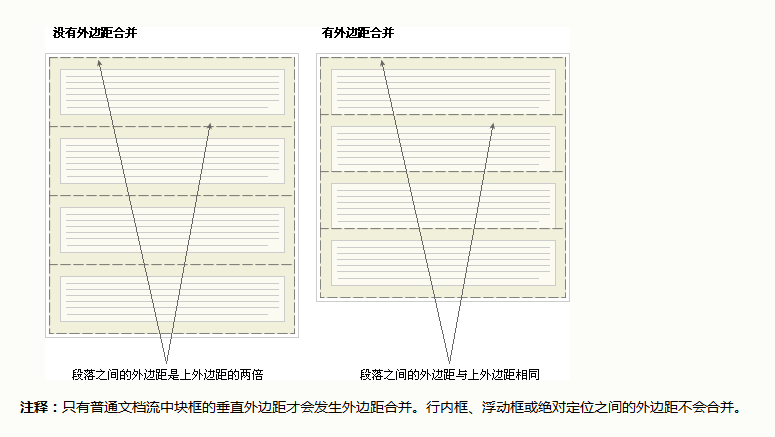 没有外边距合并
有外边距合并
段落之间的外边距是上外边距的两倍
段落之间的外边距与上外边距相同
注释：只有普通文档流中块框的垂直外边距才会发生外边距合并。行内框、浮动框或绝对定位之间的外边距不会合并。